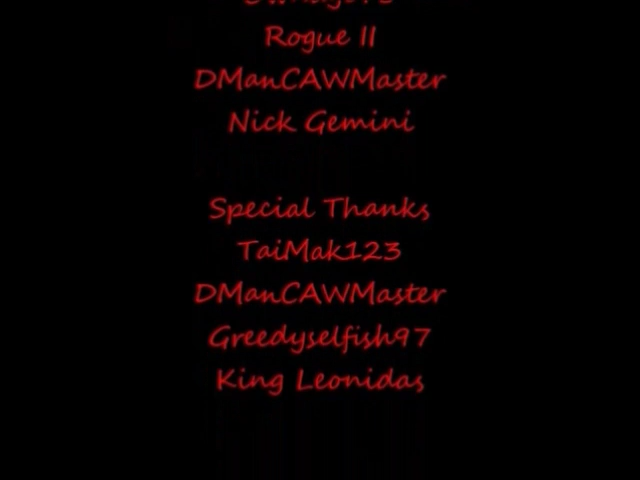 Rogue II
DManCAWMaster
Nick Gemini
Special Thanks
TaiMak123
DManCAWMaster
Greedyselfish97
King Leonidas